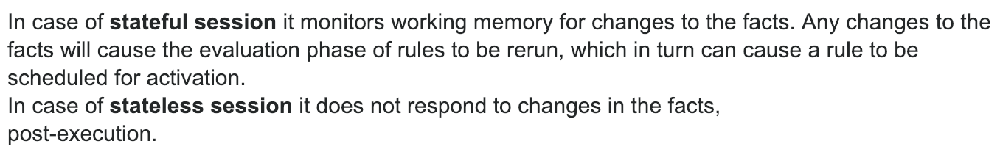 In case of stateful session it monitors working memory for changes to the facts. Any changes to the
facts will cause the evaluation phase of rules to be rerun, which in turn can cause a rule to be
scheduled for activation.
In case of stateless session it does not respond to changes in the facts,
post-execution.